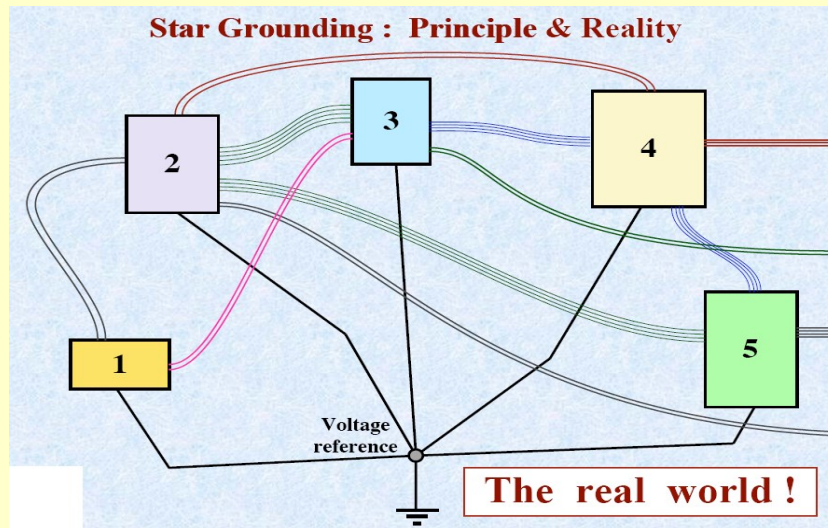 Star Grounding : Principle & Reality
2
3
4
1
5
Voltage
reference
The real world !